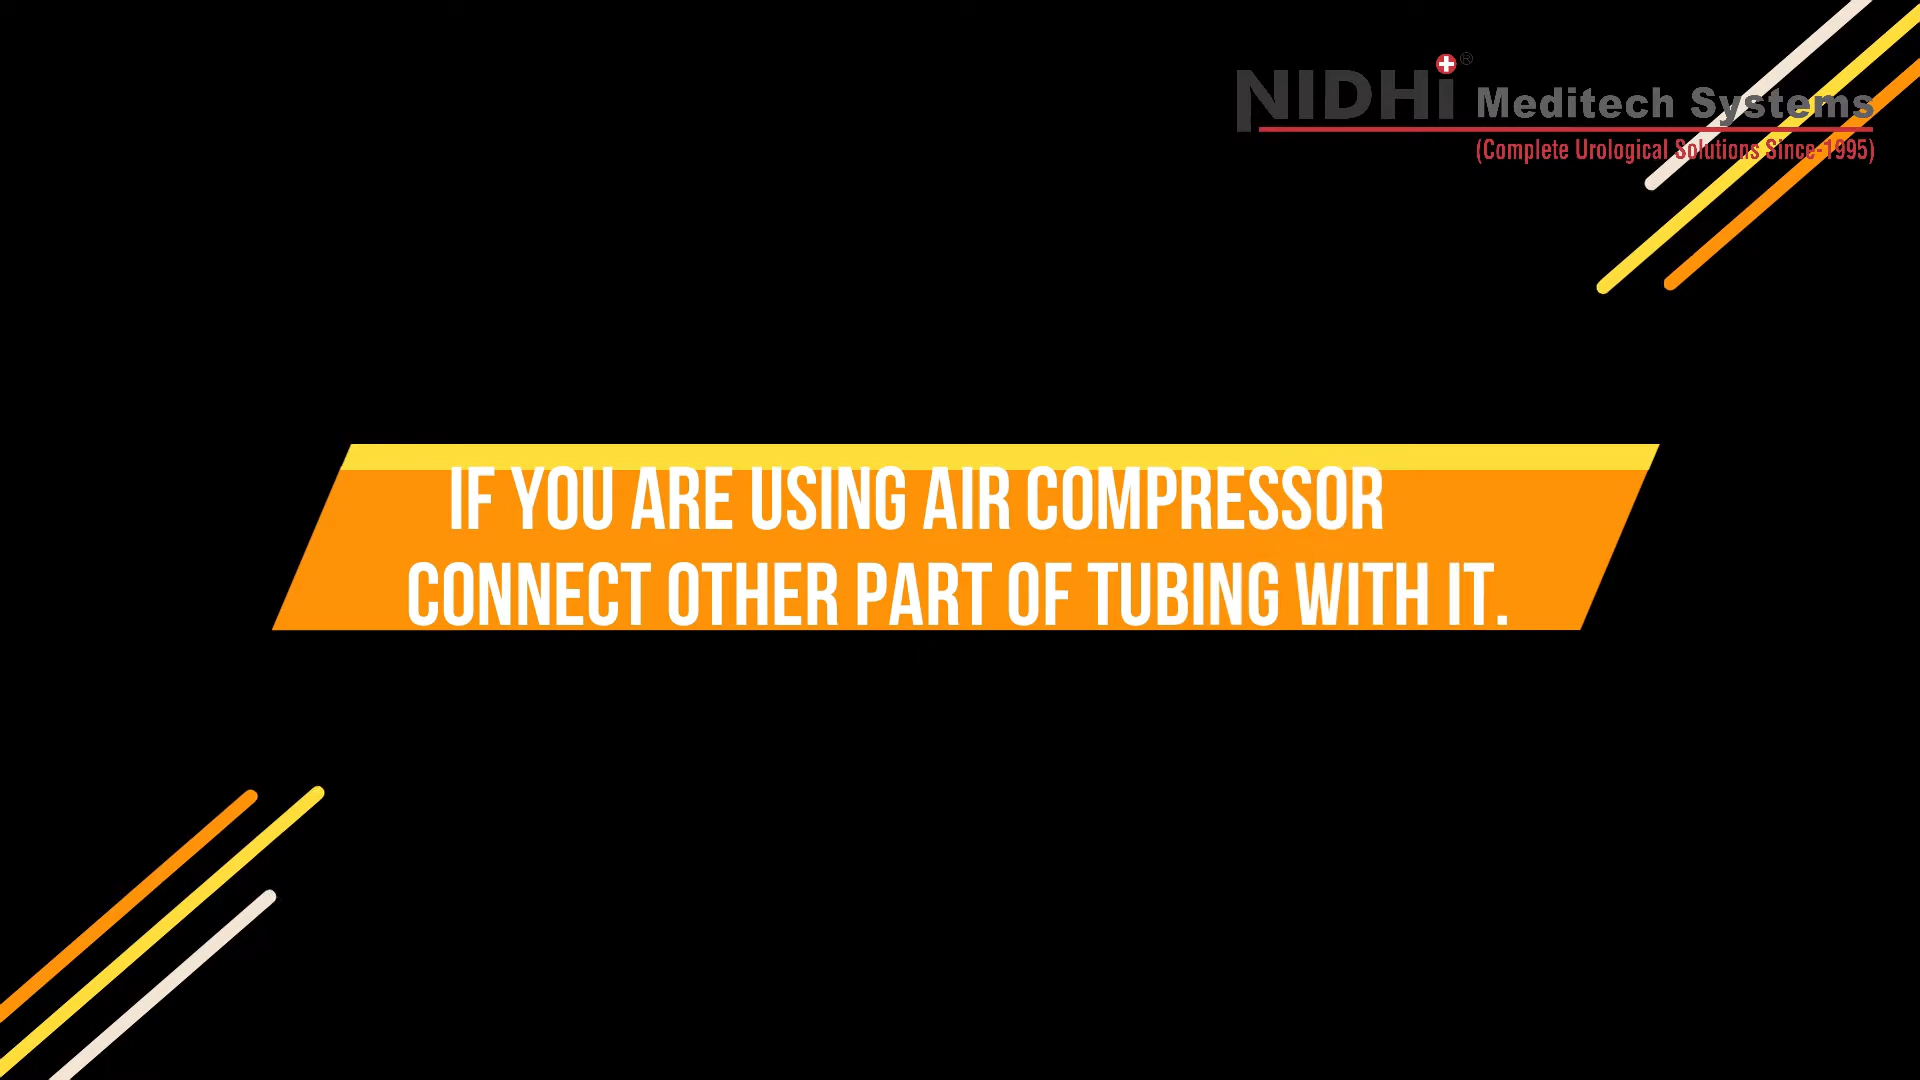 NIDHi® Meditech Systems
(Complete Urological Solutions Since-1995)
IF YOU ARE USING AIR COMPRESSOR
CONNECT OTHER PART OF TUBING WITH IT.